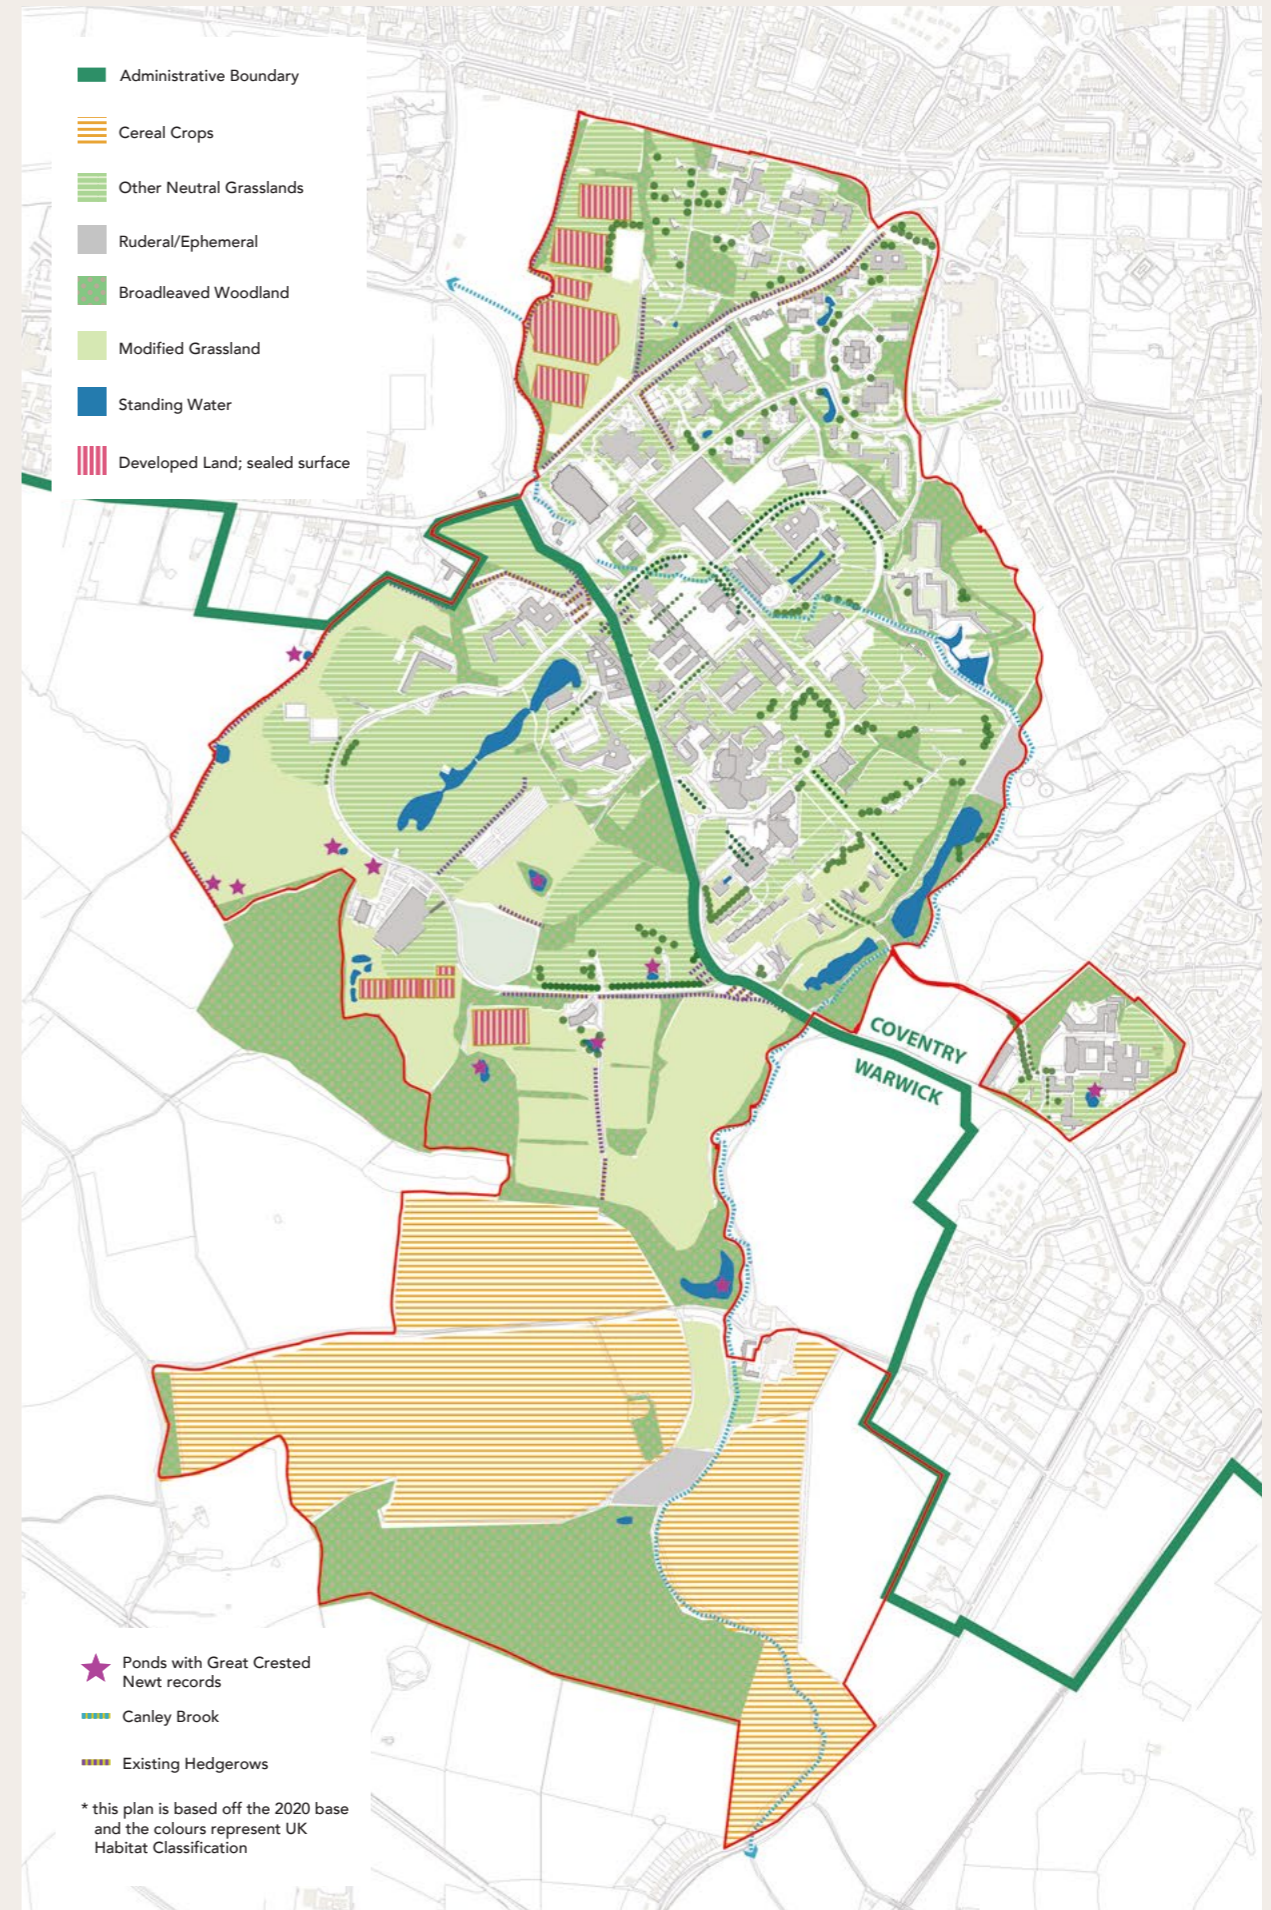 Administrative Boundary
Cereal Crops
Other Neutral Grasslands
Ruderal/Ephemeral
Broadleaved Woodland
Modified Grassland
Standing Water
Developed Land; sealed surface
COVENTRY
WARWICK
Ponds with Great Crested
Newt records
Canley Brook
Existing Hedgerows
* this plan is based off the 2020 base
and the colours represent UK
Habitat Classification